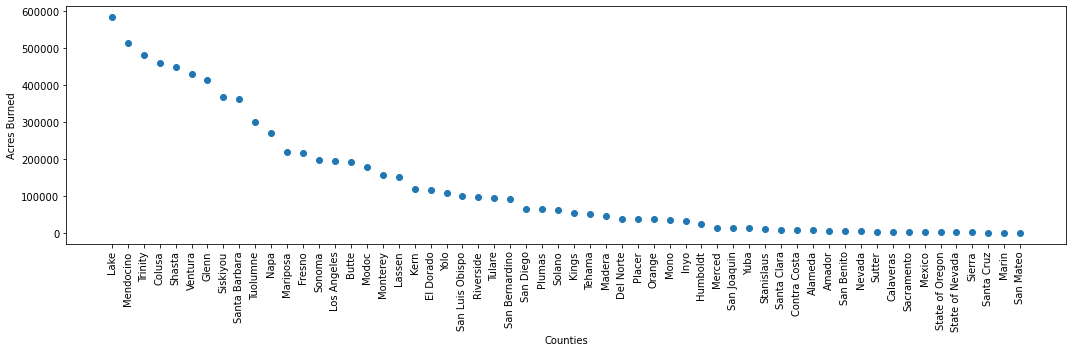 600000
500000
400000
300000
200000
100000
0
Acres Burned
Lake
Mendocino
Trinity
Colusa
Shasta
Ventura
Glenn
Siskiyou
Santa Barbara
Tuolumne
Napa
Mariposa
Fresno
Sonoma
Los Angeles
Butte
Modoc
Monterey
Lassen
Kern
El Dorado
Yolo
San Luis Obispo
Riverside
Tulare
San Bernardino
San Diego
Plumas
Solano
Kings
Tehama
Madera
Del Norte
Placer
Orange
Mono
Inyo
Humboldt
Merced
San Joaquin
Yuba
Stanislaus
Santa Clara
Contra Costa
Alameda
Amador
San Benito
Nevada
Sutter
Calaveras
Sacramento
Mexico
State of Oregon
State of Nevada
Sierra
Santa Cruz
Marin
San Mateo
Counties